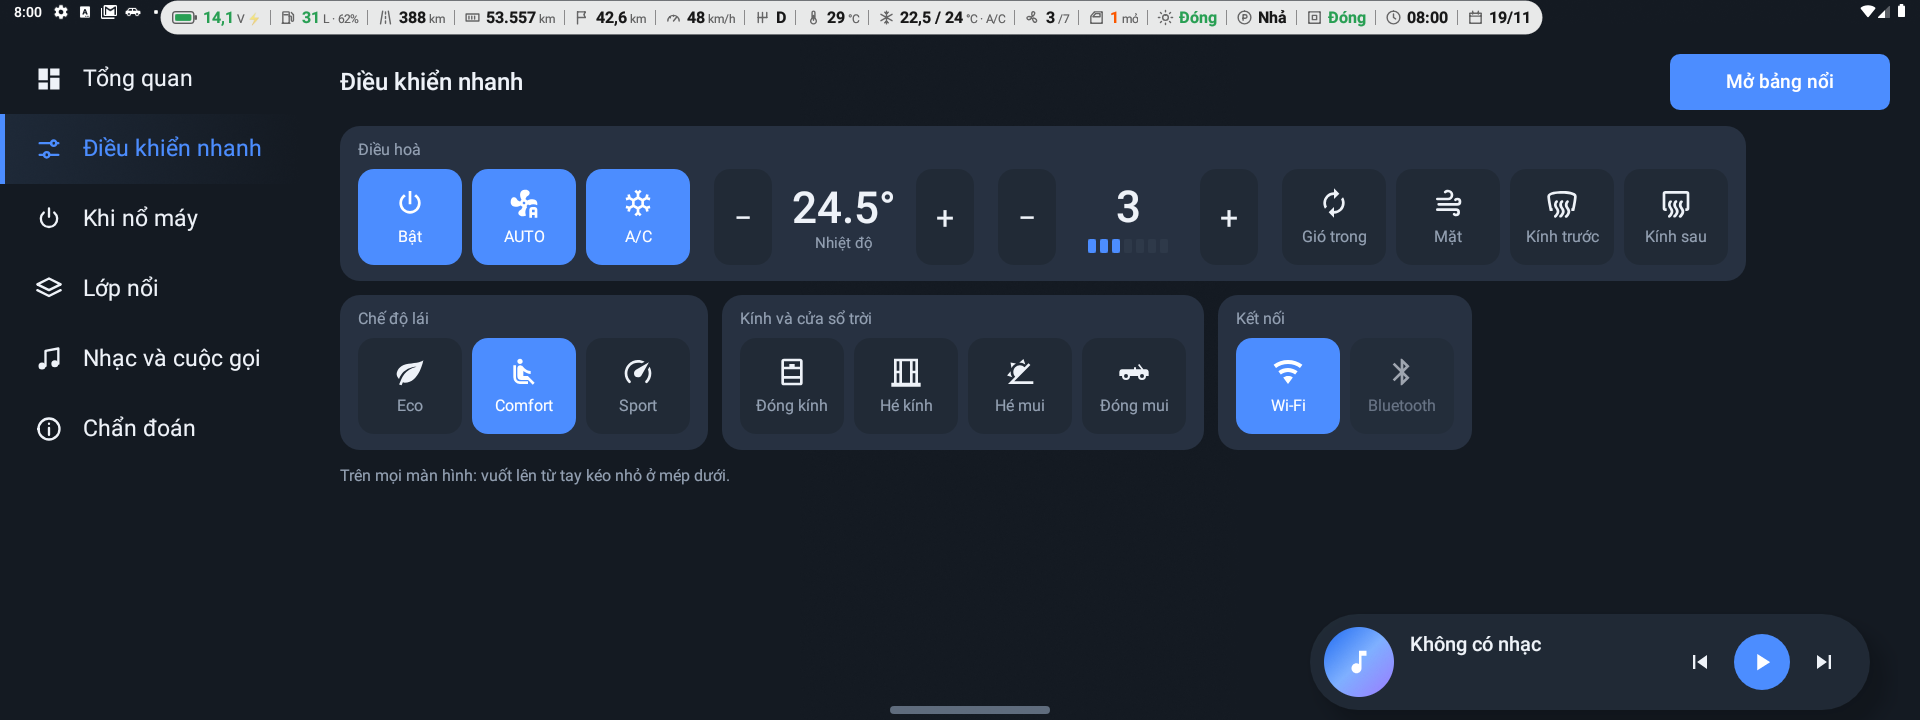 8:00 14,1 V 31 L · 62% 388 km 53.557 km 42,6 km 48 km/h D 29 °C 22,5 / 24 °C · A/C 3 /7 1 mở Đóng Nhả Đóng 08:00 19/11
Tổng quan
Điều khiển nhanh
Khi nổ máy
Lớp nổi
Nhạc và cuộc gọi
Chẩn đoán
Điều khiển nhanh
Mở bảng nổi
Điều hoà
Bật AUTO A/C − 24.5° + − 3 + Gió trong Mặt Kính trước Kính sau
Nhiệt độ
Chế độ lái
Eco Comfort Sport
Kính và cửa sổ trời
Đóng kính Hé kính Hé mui Đóng mui
Kết nối
Wi-Fi Bluetooth
Trên mọi màn hình: vuốt lên từ tay kéo nhỏ ở mép dưới.
Không có nhạc